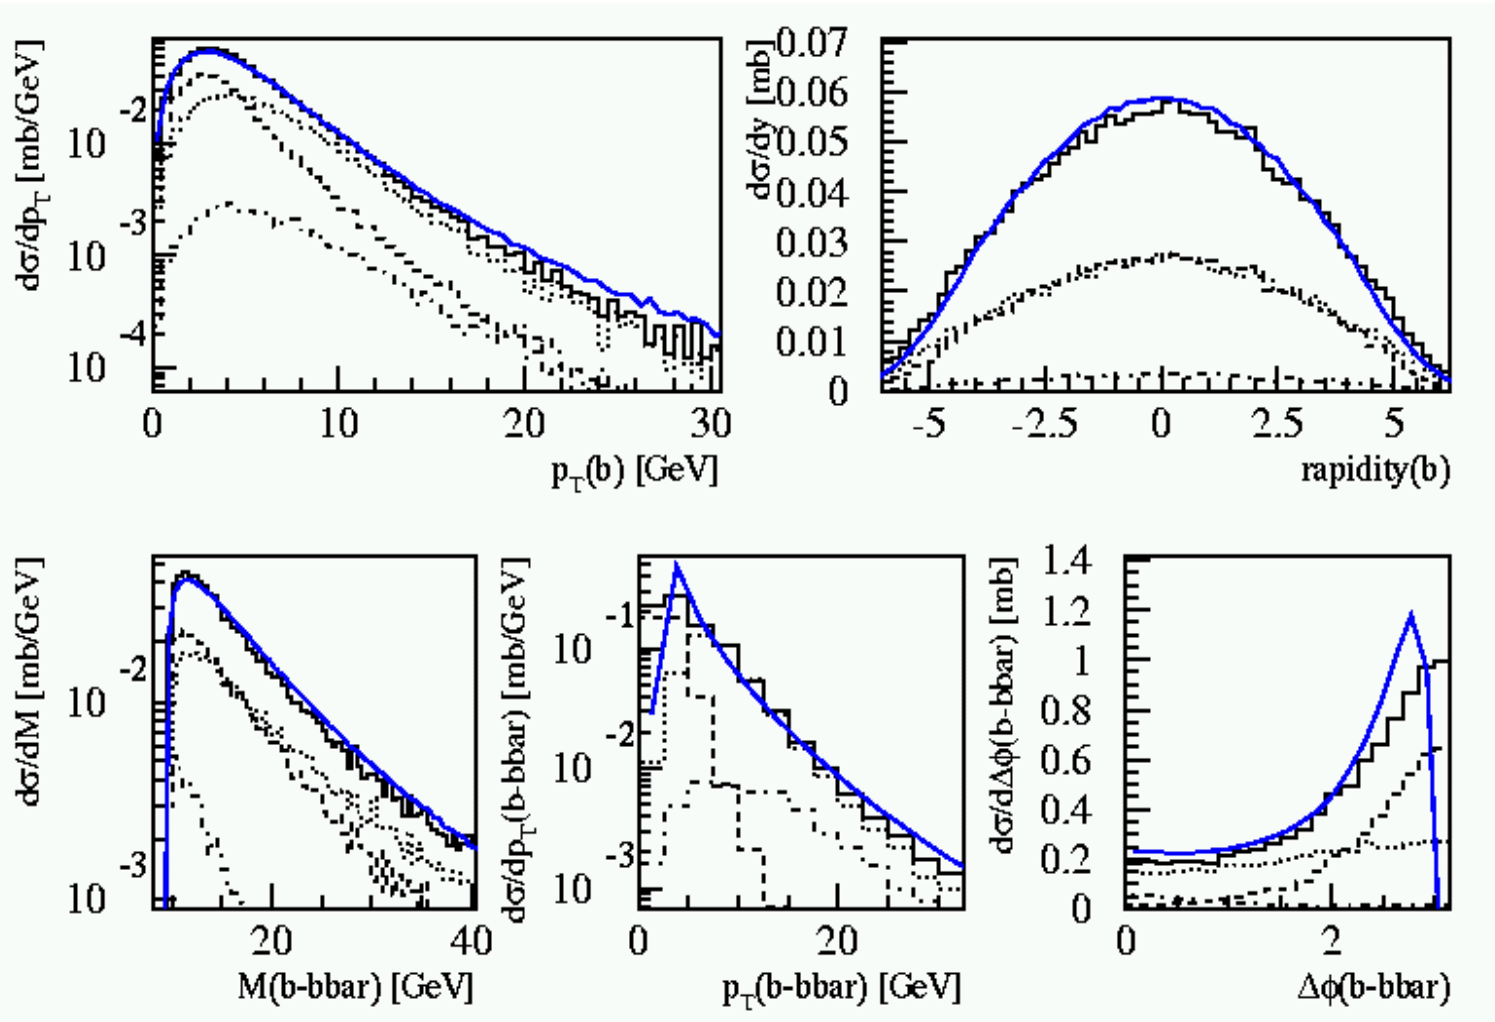 dσ/dp_T [mb/GeV]
10^-2
10^-3
10^-4
0 10 20 30
p_T(b) [GeV]
dσ/dy [mb]
0.07
0.06
0.05
0.04
0.03
0.02
0.01
0
-5 -2.5 0 2.5 5
rapidity(b)
dσ/dM [mb/GeV]
10^-2
10^-3
20 40
M(b-bbar) [GeV]
dσ/dp_T(b-bbar) [mb/GeV]
10^-1
10^-2
10^-3
0 20
p_T(b-bbar) [GeV]
dσ/dΔϕ(b-bbar) [mb]
1.4
1.2
1
0.8
0.6
0.4
0.2
0
0 2
Δϕ(b-bbar)